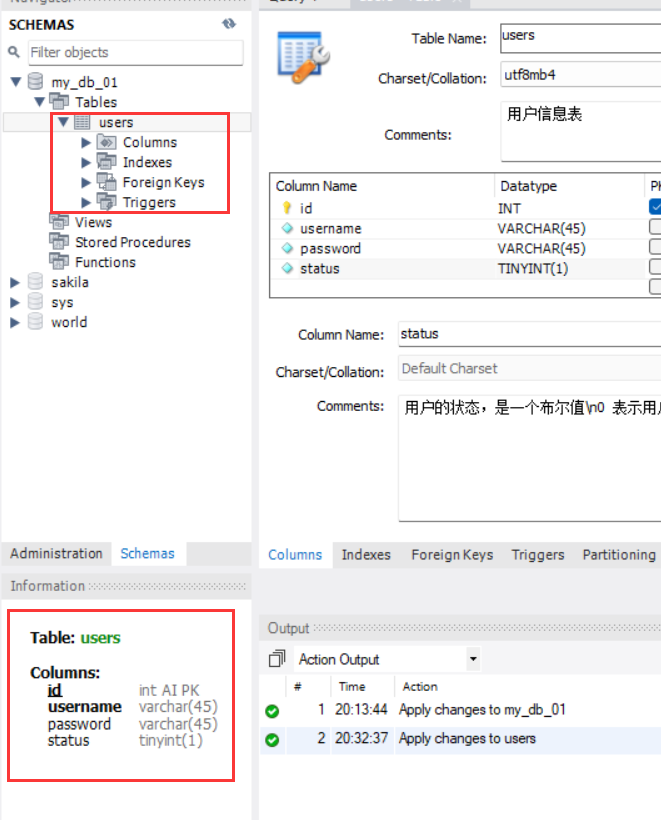 SCHEMAS
Filter objects
my_db_01
Tables
users
Columns
Indexes
Foreign Keys
Triggers
Views
Stored Procedures
Functions
sakila
sys
world
Administration Schemas
Information
Table: users
Columns:
id int AI PK
username varchar(45)
password varchar(45)
status tinyint(1)
Table Name: users
Charset/Collation: utf8mb4
Comments: 用户信息表
Column Name Datatype
id INT
username VARCHAR(45)
password VARCHAR(45)
status TINYINT(1)
Column Name: status
Charset/Collation: Default Charset
Comments: 用户的状态，是一个布尔值\n0 表示用
Columns Indexes Foreign Keys Triggers Partitioning
Output
Action Output
# Time Action
1 20:13:44 Apply changes to my_db_01
2 20:32:37 Apply changes to users